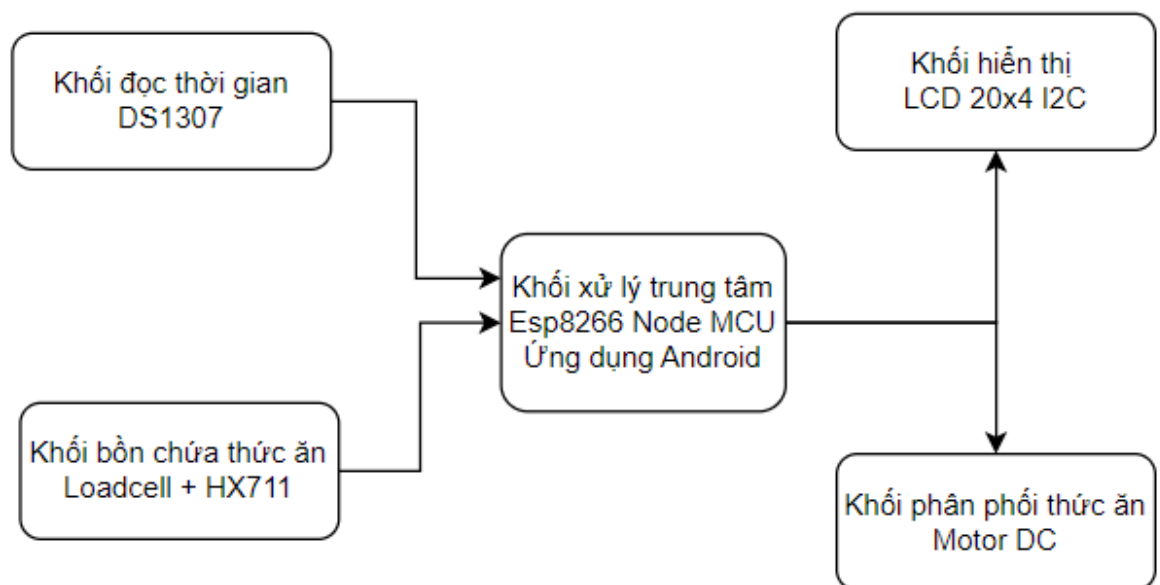 Khối đọc thời gian
DS1307
Khối hiển thị
LCD 20x4 I2C
Khối xử lý trung tâm
Esp8266 Node MCU
Ứng dụng Android
Khối bồn chứa thức ăn
Loadcell + HX711
Khối phân phối thức ăn
Motor DC